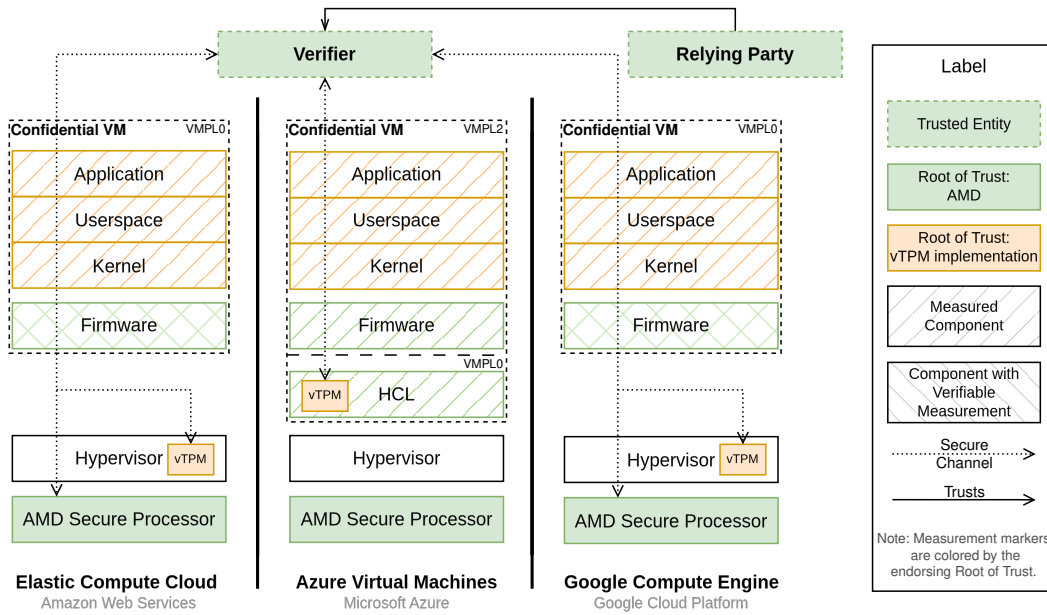 Verifier
Relying Party
Confidential VM VMPL0
Application
Userspace
Kernel
Firmware
Hypervisor vTPM
AMD Secure Processor
Elastic Compute Cloud
Amazon Web Services
Confidential VM VMPL2
Application
Userspace
Kernel
Firmware
VMPL0
vTPM HCL
Hypervisor
AMD Secure Processor
Azure Virtual Machines
Microsoft Azure
Confidential VM VMPL0
Application
Userspace
Kernel
Firmware
Hypervisor vTPM
AMD Secure Processor
Google Compute Engine
Google Cloud Platform
Label
Trusted Entity
Root of Trust:
AMD
Root of Trust:
vTPM implementation
Measured
Component
Component with
Verifiable
Measurement
Secure
Channel
Trusts
Note: Measurement markers
are colored by the
endorsing Root of Trust.